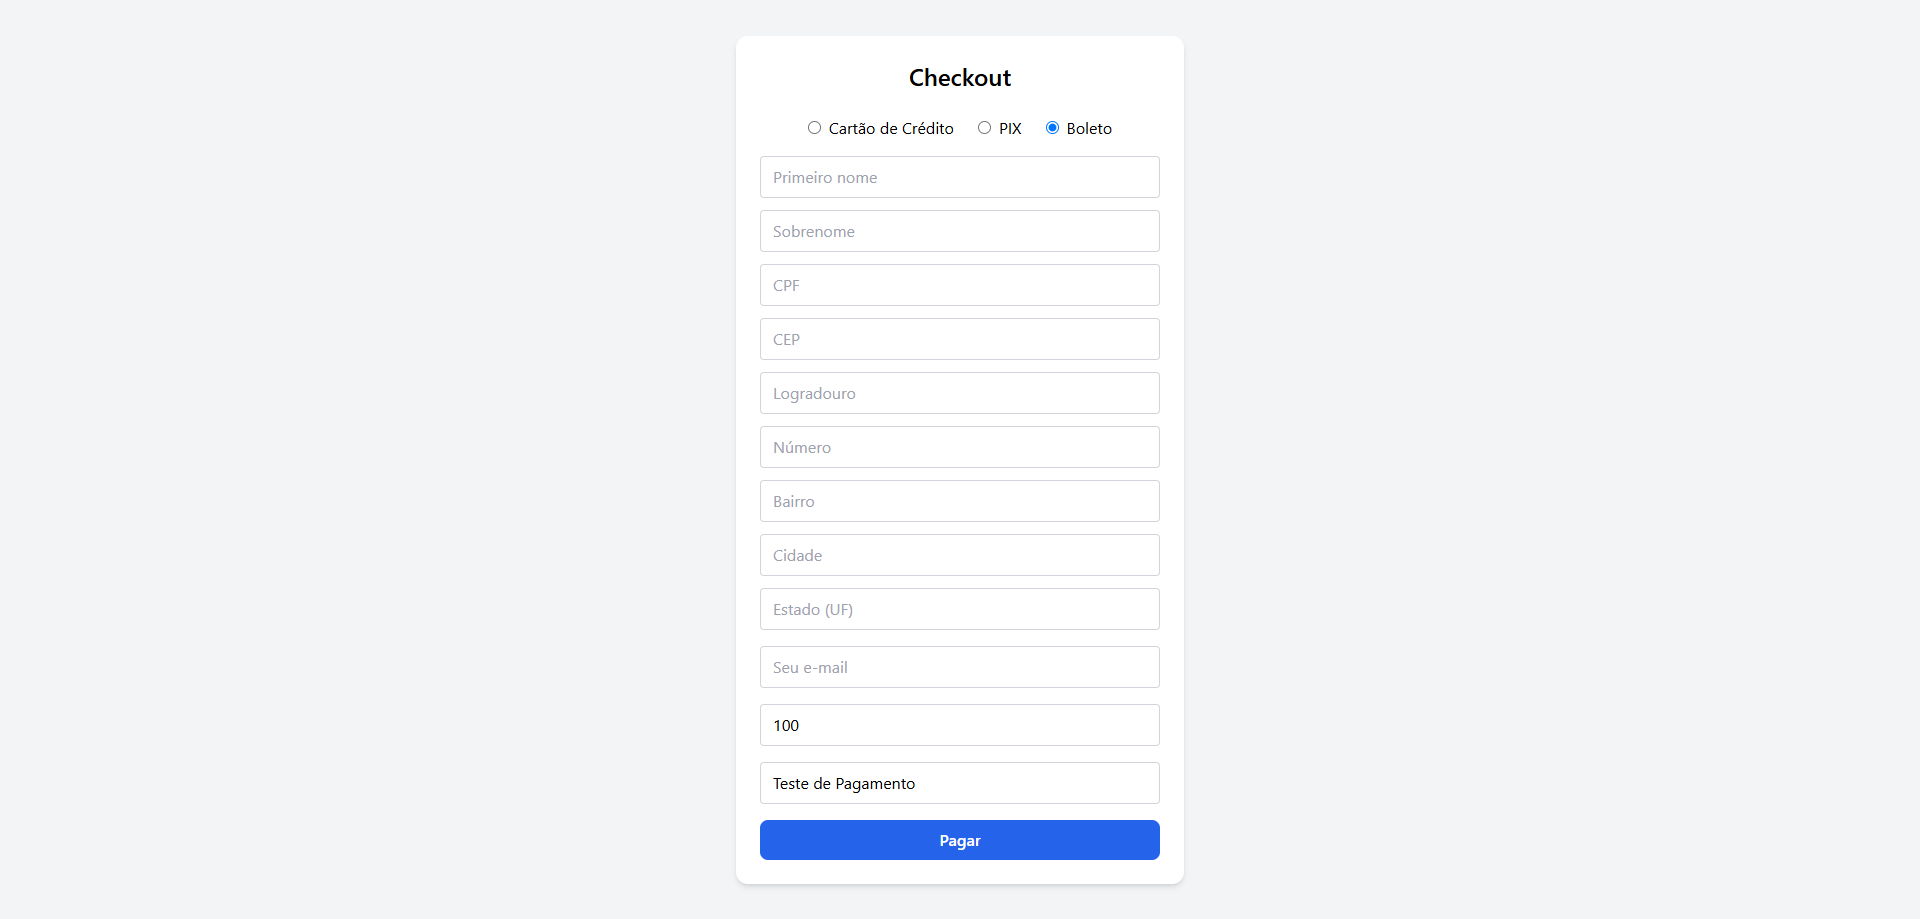 Checkout
Cartão de Crédito PIX Boleto
Primeiro nome
Sobrenome
CPF
CEP
Logradouro
Número
Bairro
Cidade
Estado (UF)
Seu e-mail
100
Teste de Pagamento
Pagar